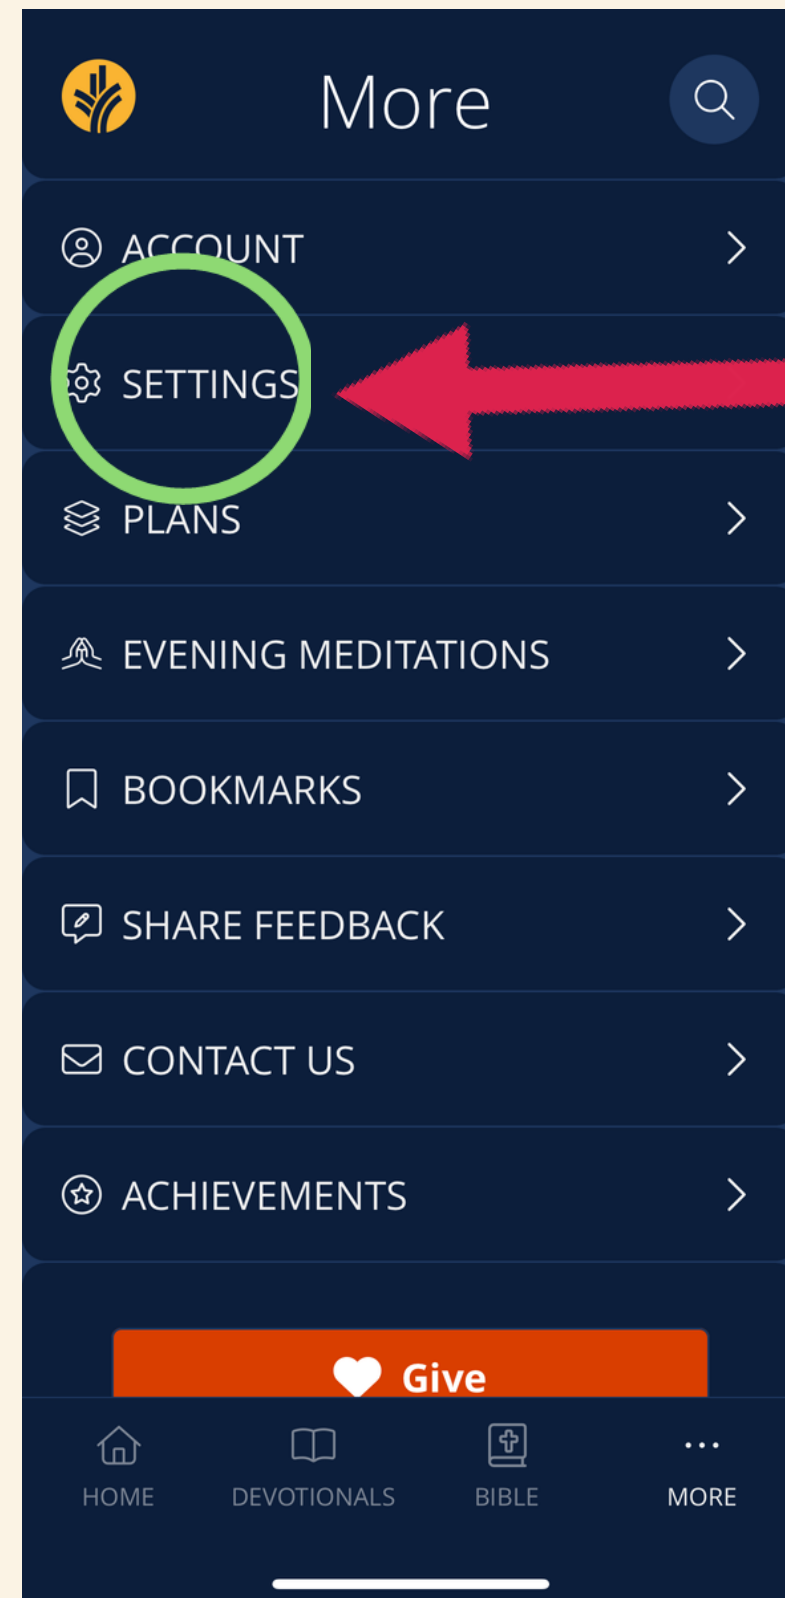 More
ACCOUNT
SETTINGS
PLANS
EVENING MEDITATIONS
BOOKMARKS
SHARE FEEDBACK
CONTACT US
ACHIEVEMENTS
Give
HOME
DEVOTIONALS
BIBLE
MORE